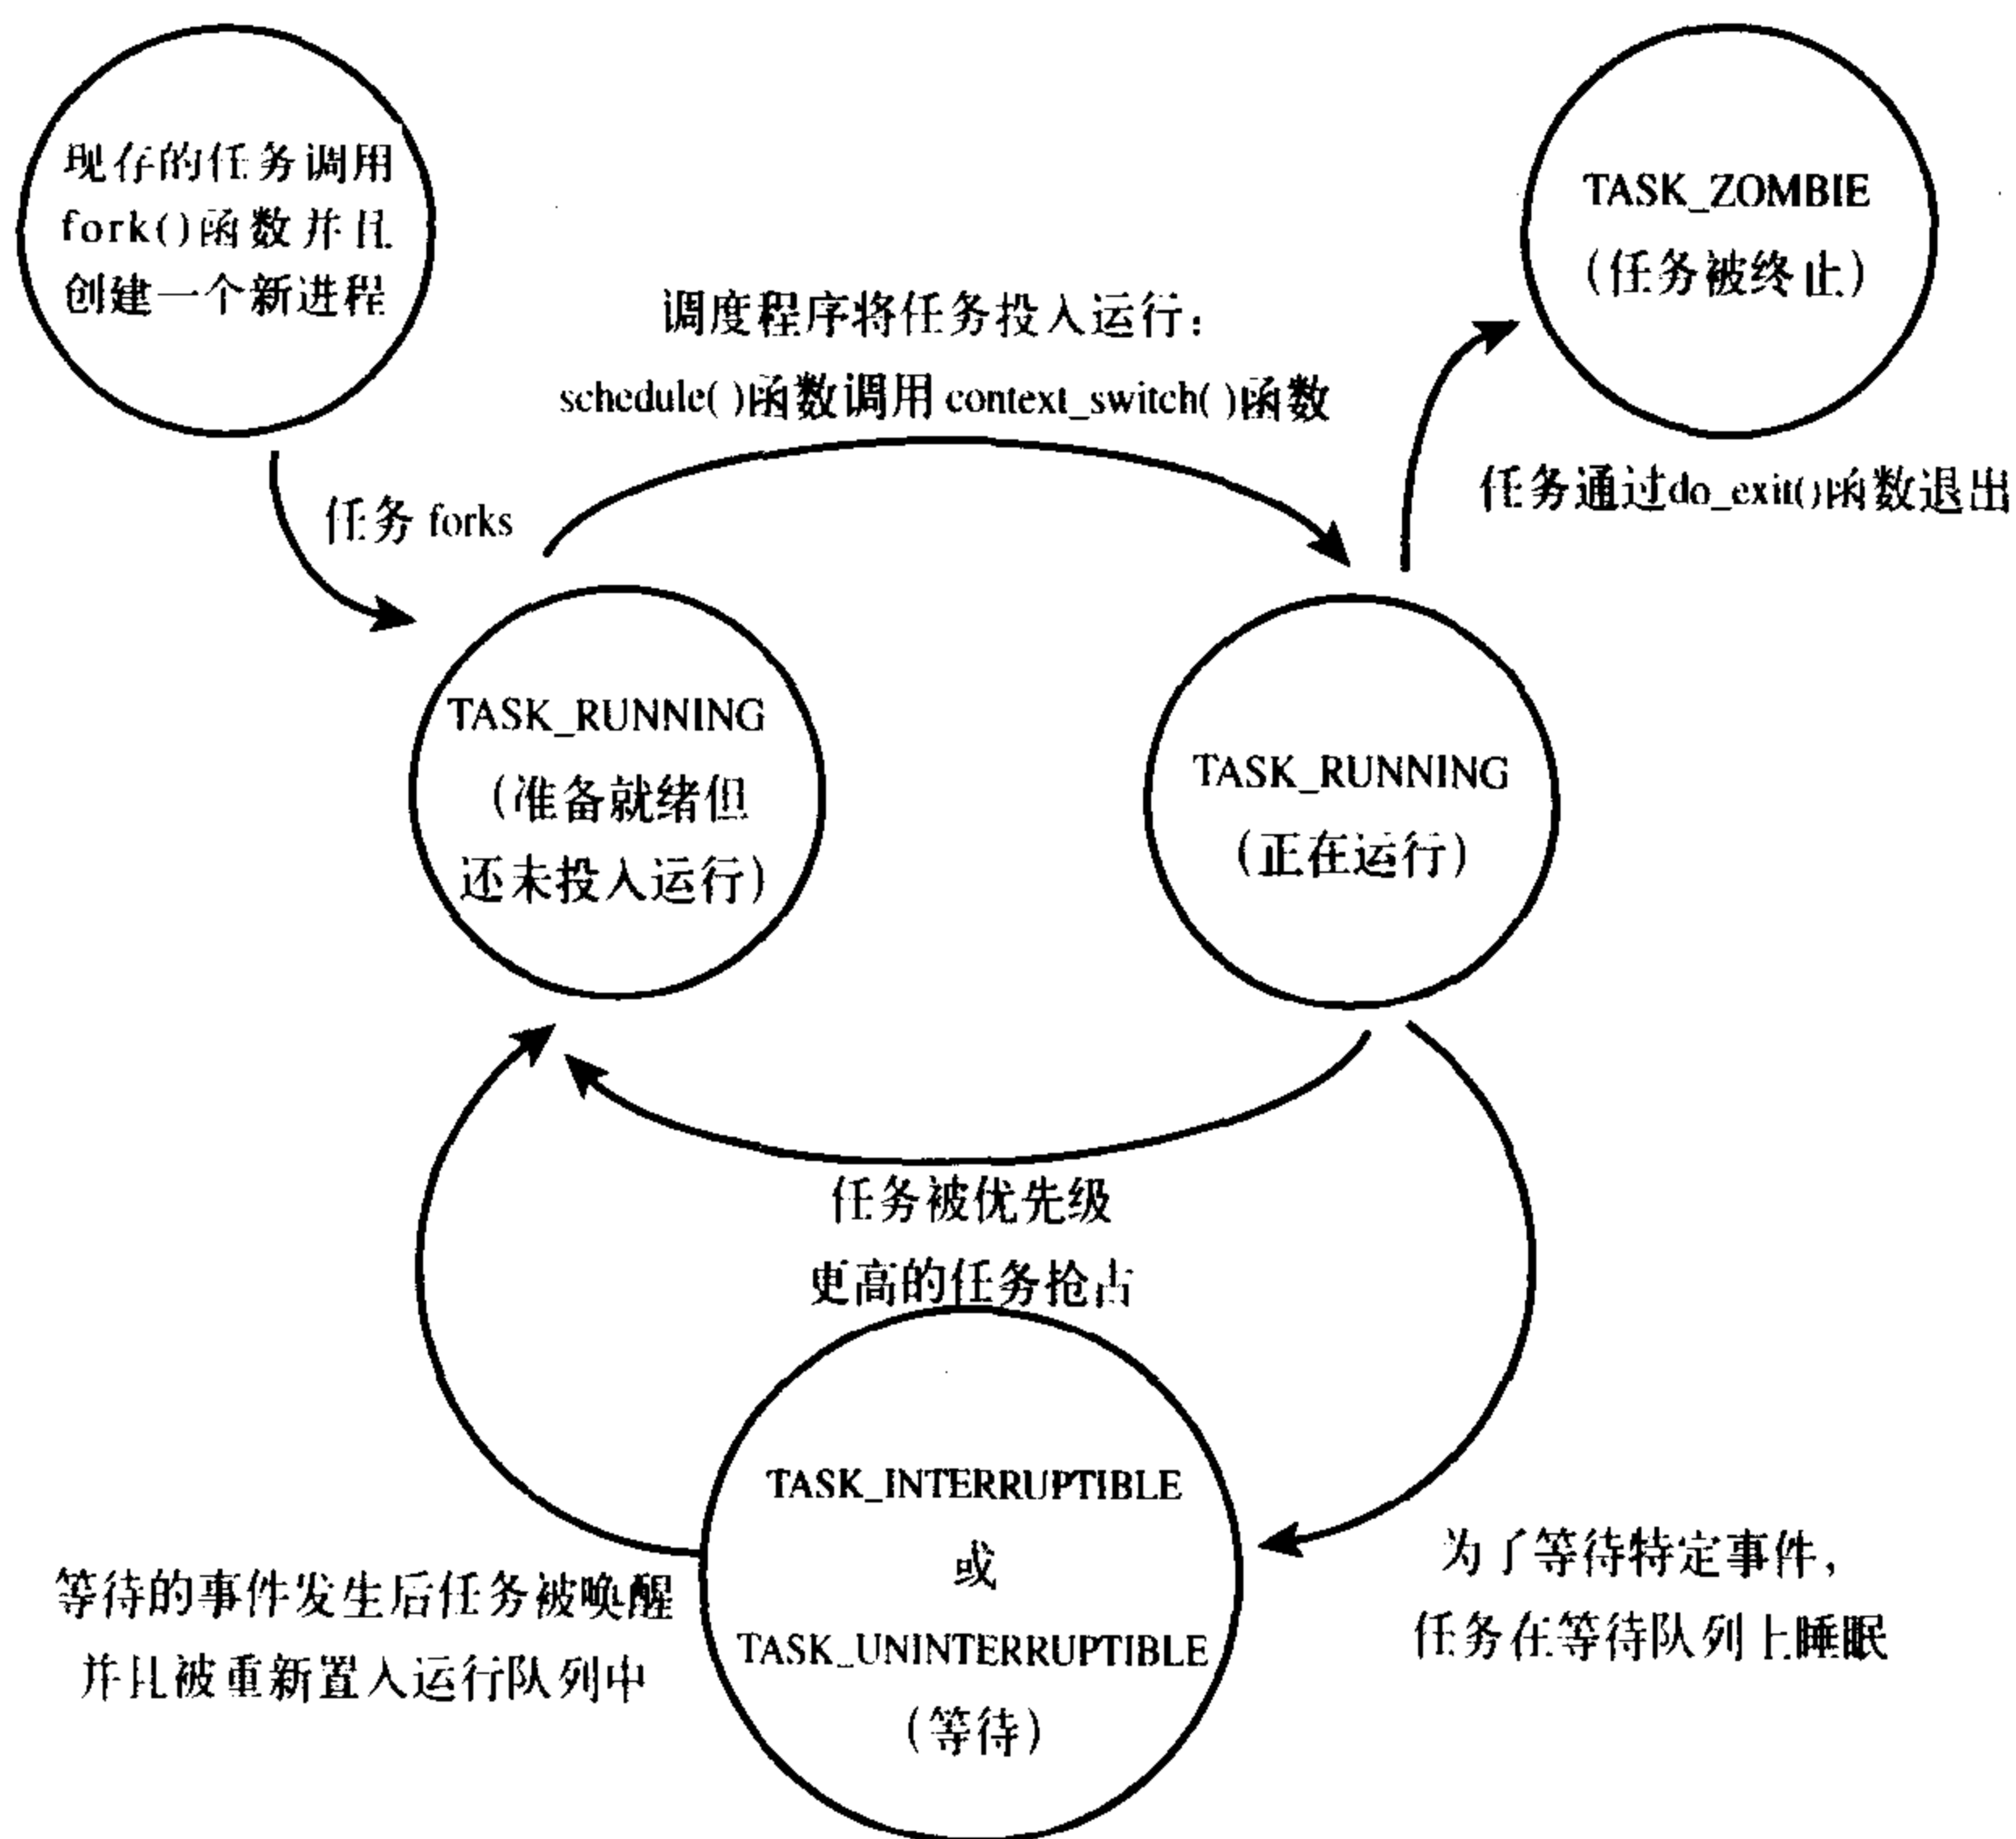 现存的任务调用
fork()函数并且
创建一个新进程
TASK_ZOMBIE
(任务被终止)
调度程序将任务投入运行：
schedule( )函数调用 context_switch( )函数
任务通过do_exit()函数退出
任务 forks
TASK_RUNNING
(准备就绪但
还未投入运行)
TASK_RUNNING
(正在运行)
任务被优先级
更高的任务抢占
TASK_INTERRUPTIBLE
或
TASK_UNINTERRUPTIBLE
(等待)
等待的事件发生后任务被唤醒
并且被重新置入运行队列中
为了等待特定事件，
任务在等待队列上睡眠